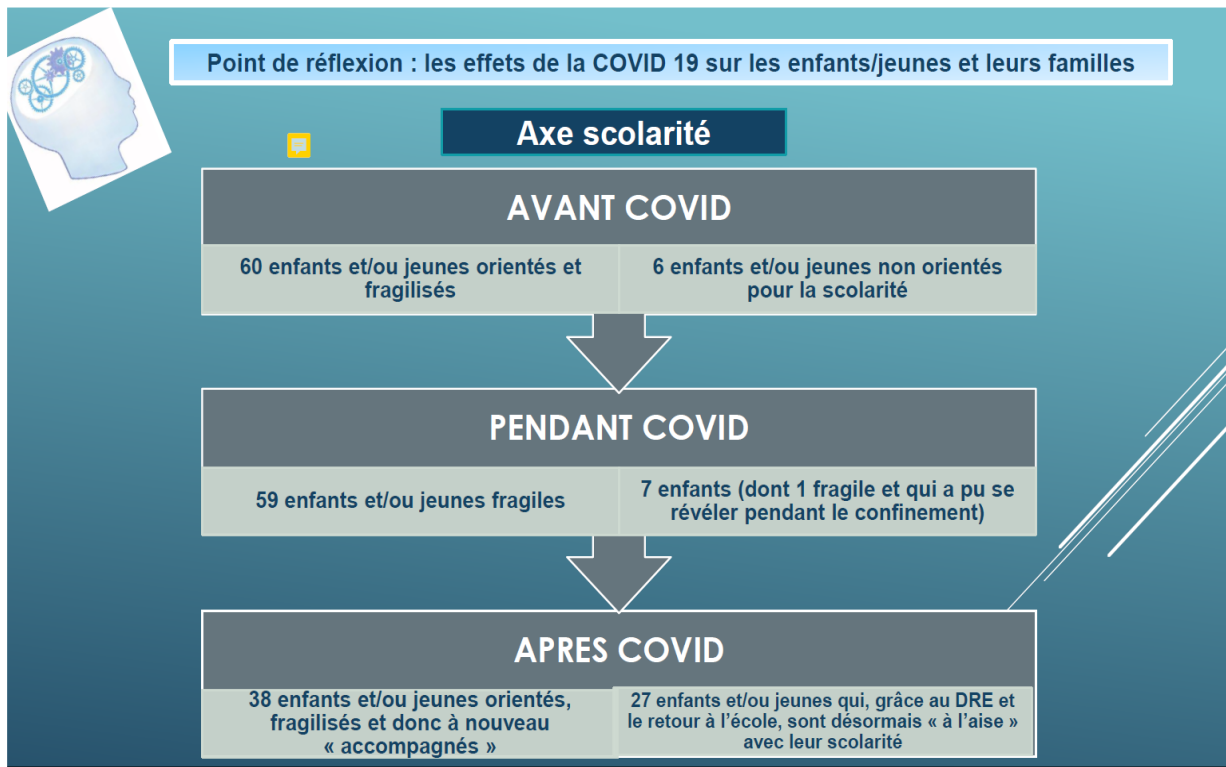 Point de réflexion : les effets de la COVID 19 sur les enfants/jeunes et leurs familles
Axe scolarité
AVANT COVID
60 enfants et/ou jeunes orientés et
fragilisés
6 enfants et/ou jeunes non orientés
pour la scolarité
PENDANT COVID
59 enfants et/ou jeunes fragiles
7 enfants (dont 1 fragile et qui a pu se
révéler pendant le confinement)
APRES COVID
38 enfants et/ou jeunes orientés,
fragilisés et donc à nouveau
« accompagnés »
27 enfants et/ou jeunes qui, grâce au DRE et
le retour à l’école, sont désormais « à l’aise »
avec leur scolarité